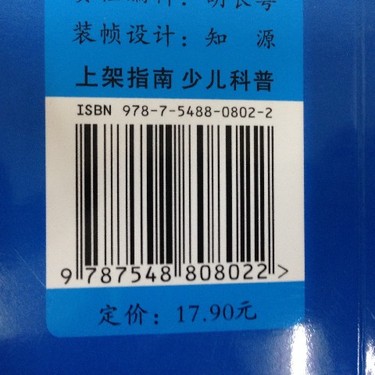 装帧设计：知 源
上架指南 少儿科普
ISBN 978-7-5488-0802-2
9 787548 808022 >
定价：17.90元